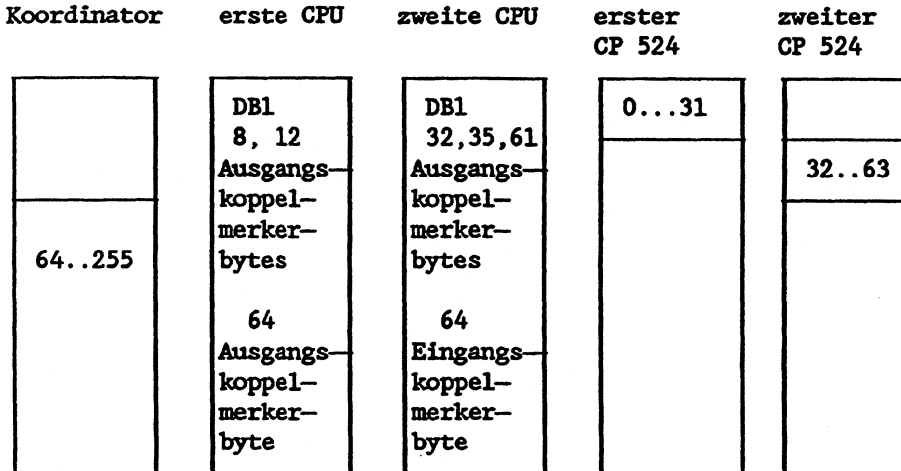 Koordinator erste CPU zweite CPU erster zweiter
CP 524 CP 524
DB1 DB1 0...31
8, 12 32,35,61
Ausgangs— Ausgangs— 32..63
koppel— koppel—
merker— merker—
64..255 bytes bytes
64 64
Ausgangs— Eingangs—
koppel— koppel—
merker— merker—
byte byte